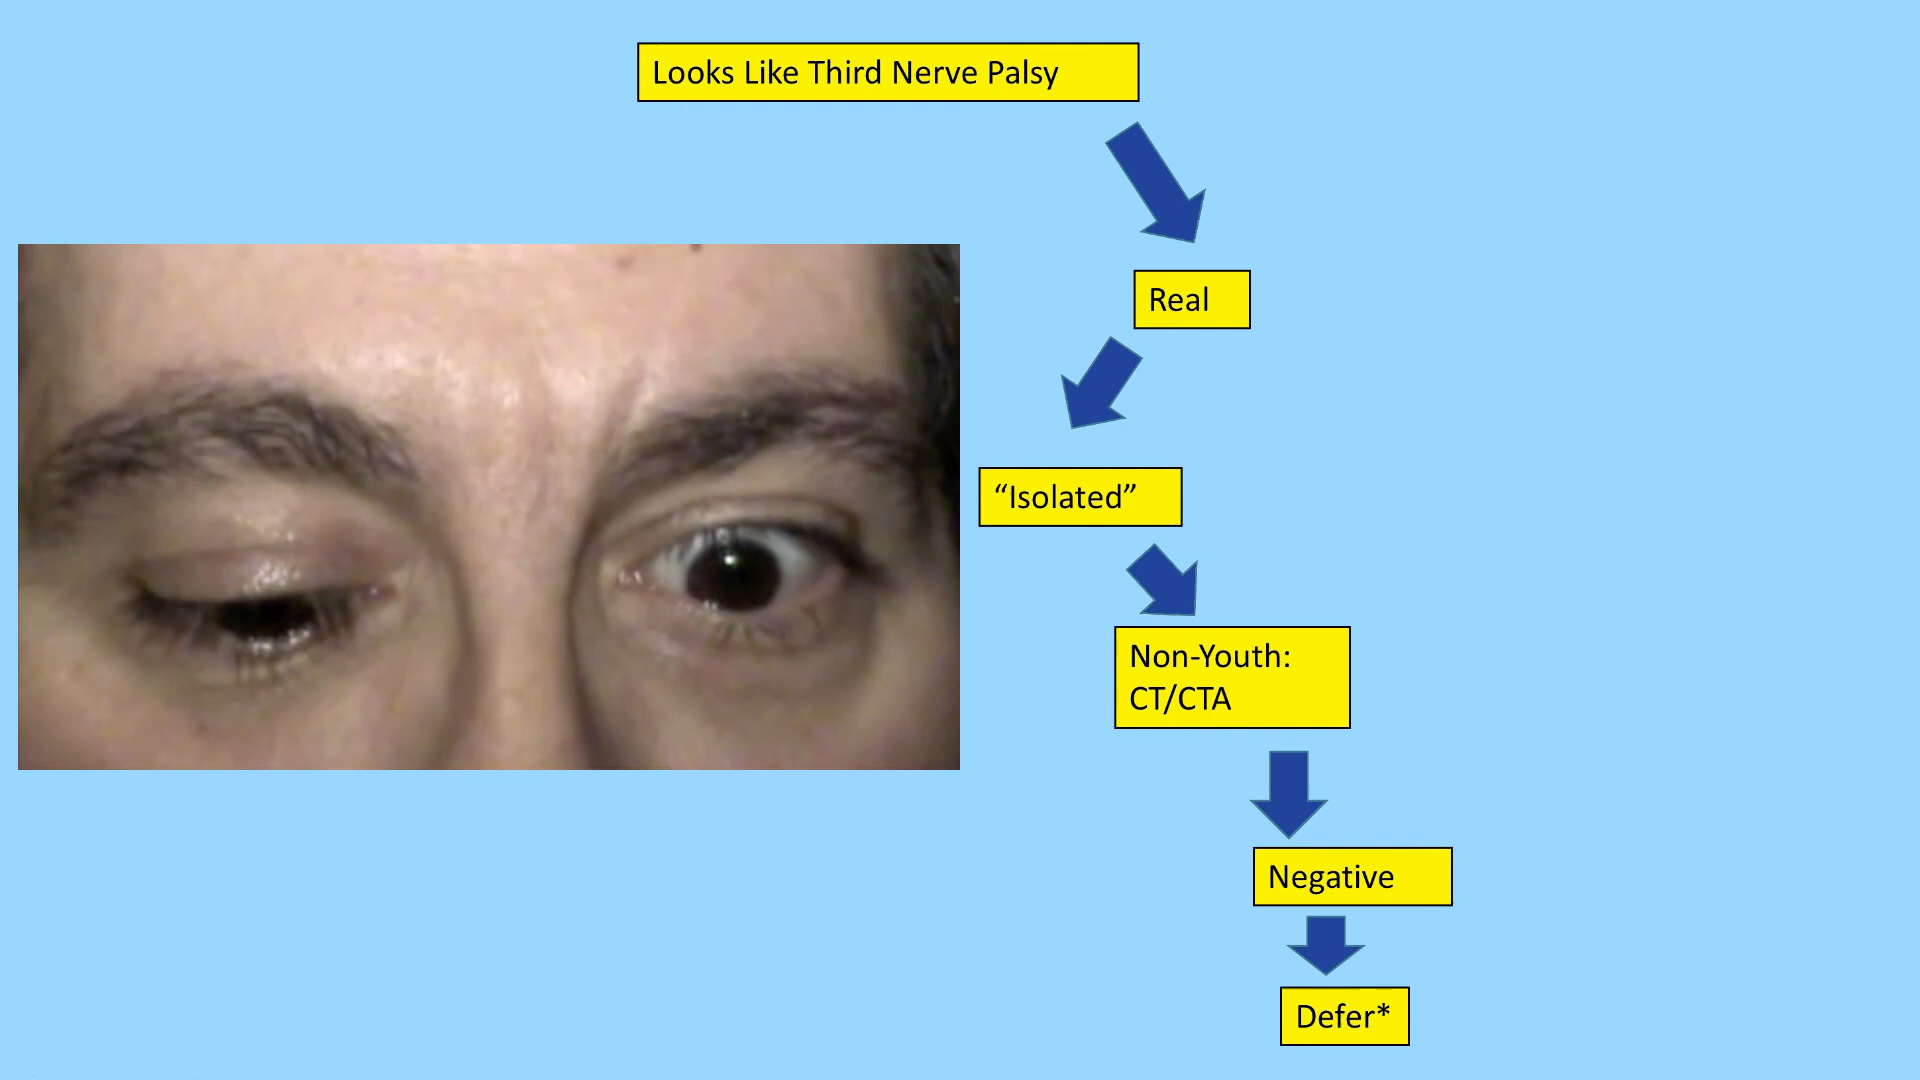 Looks Like Third Nerve Palsy
Real
“Isolated”
Non-Youth:
CT/CTA
Negative
Defer*